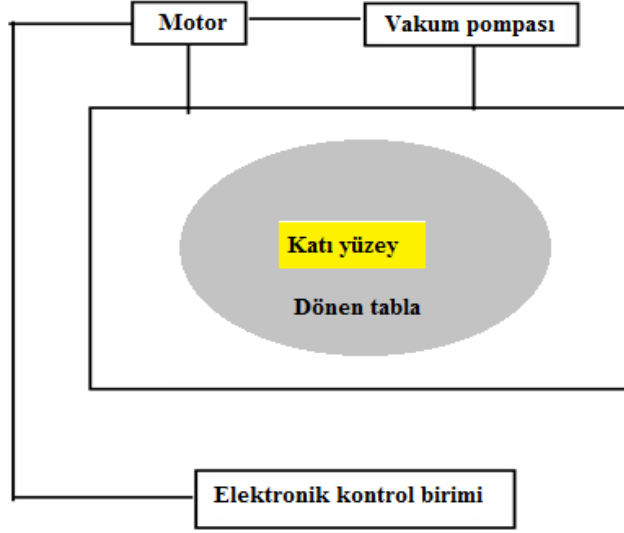 Motor
Vakum pompası
Katı yüzey
Dönen tabla
Elektronik kontrol birimi